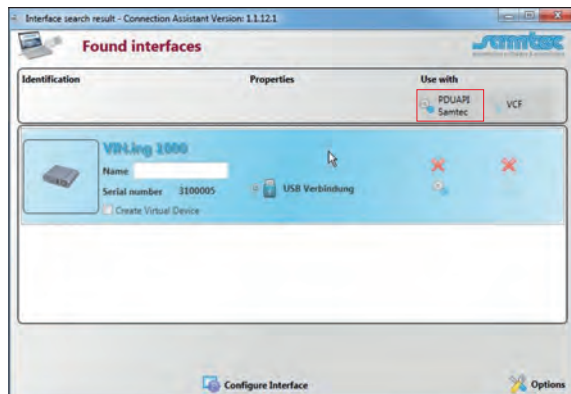 Interface search result - Connection Assistant Version: 1.1.12.1
Found interfaces
samtec
Identification Properties Use with
PDUAPI Samtec VCF
VIN.ing 1000
Name
Serial number 3100005 USB Verbindung
Create Virtual Device
Configure Interface Options